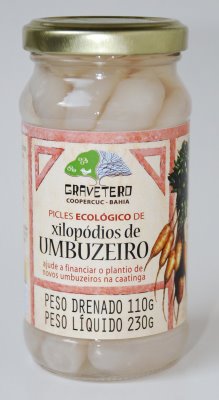 GRAVETERO
COOPERCUC - BAHIA
PICLES ECOLÓGICO DE
xilopódios de
UMBUZEIRO
ajude a financiar o plantio de
novos umbuzeiros na caatinga
PESO DRENADO 110G
PESO LÍQUIDO 230G